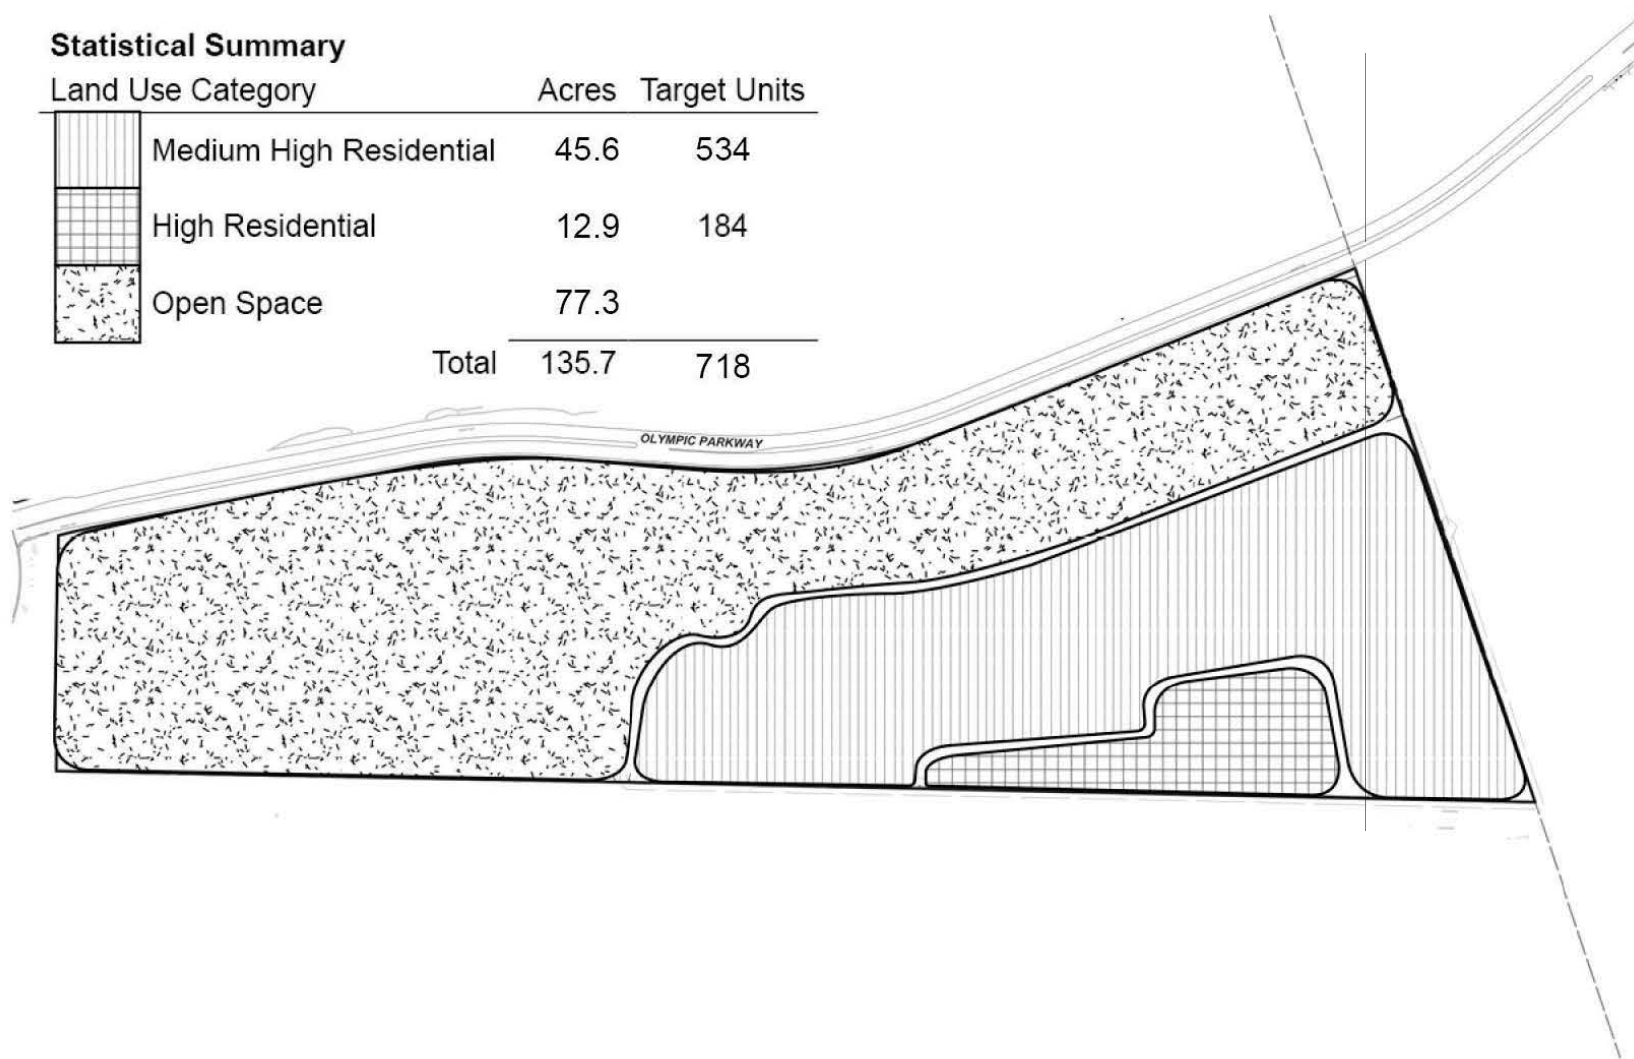 Statistical Summary
Land Use Category Acres Target Units
Medium High Residential 45.6 534
High Residential 12.9 184
Open Space 77.3
Total 135.7 718
OLYMPIC PARKWAY